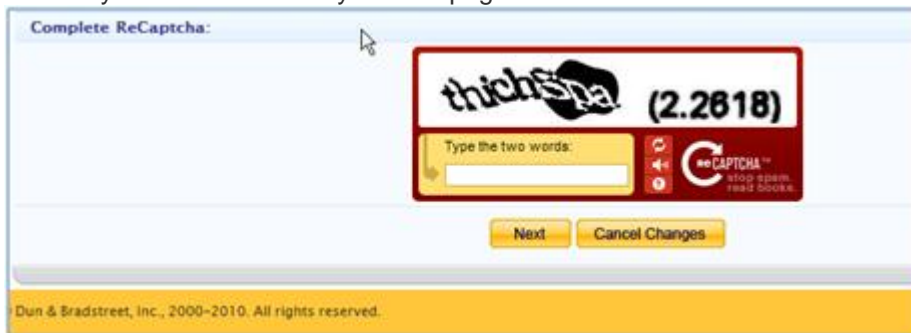 Complete ReCaptcha:
thichSpa (2.2618)
Type the two words:
reCAPTCHA™
stop spam.
read books.
Next Cancel Changes
Dun & Bradstreet, Inc., 2000-2010. All rights reserved.